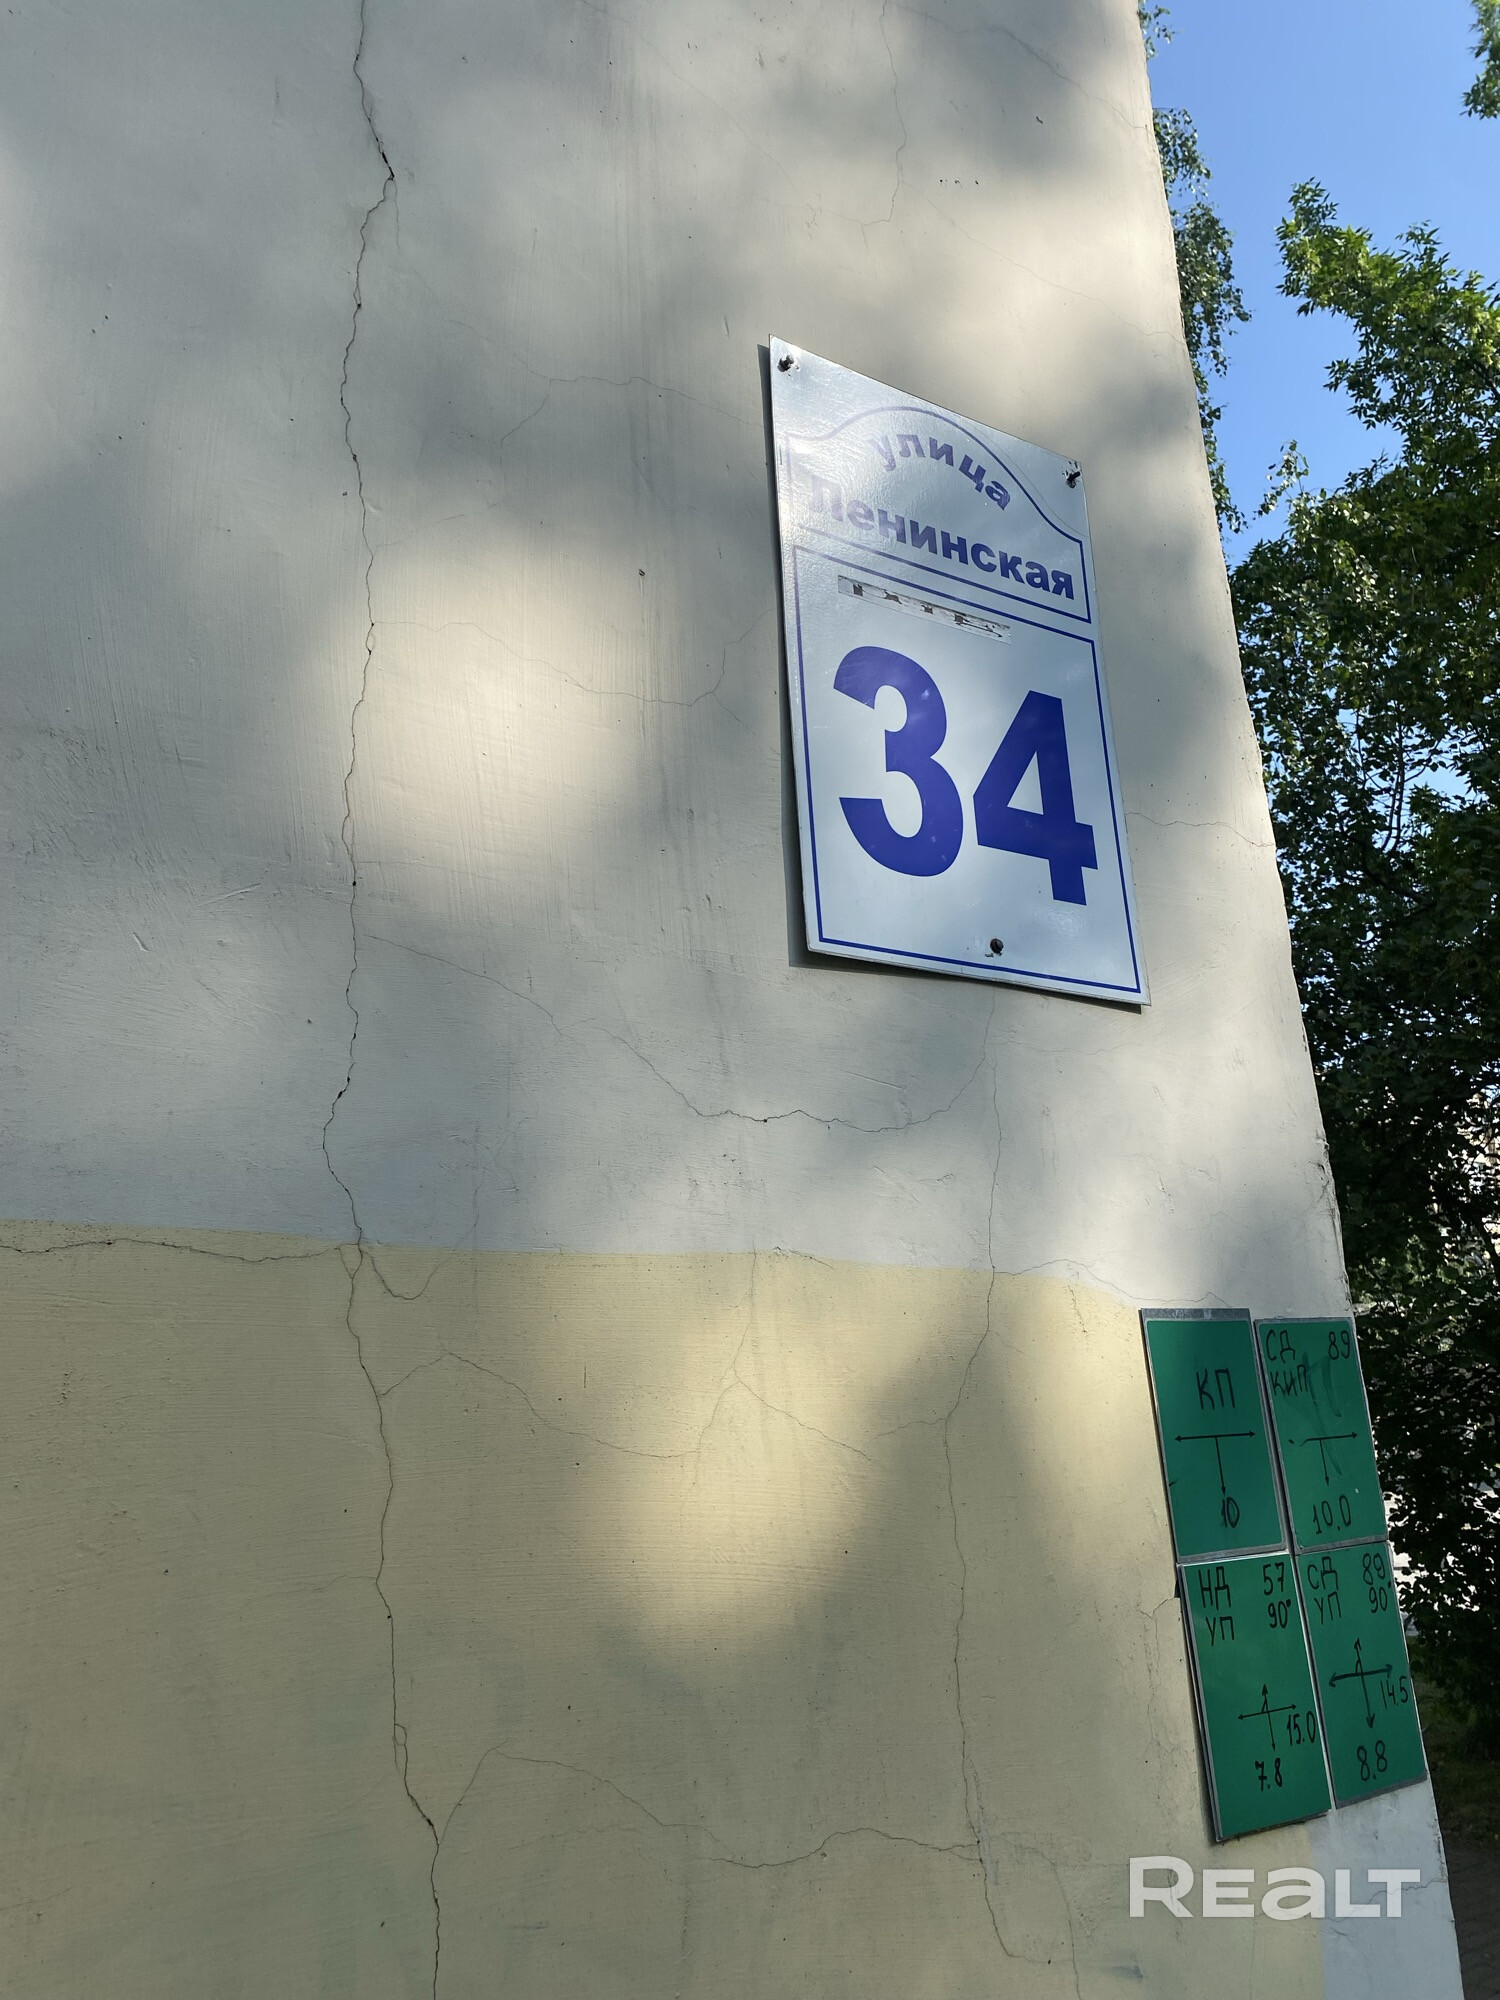 улица
Ленинская
34
КП
10
СД 89
КИП
10.0
НД 57
УП 90°
15.0
7.8
СД 89
УП 90°
14.5
8.8
REALT